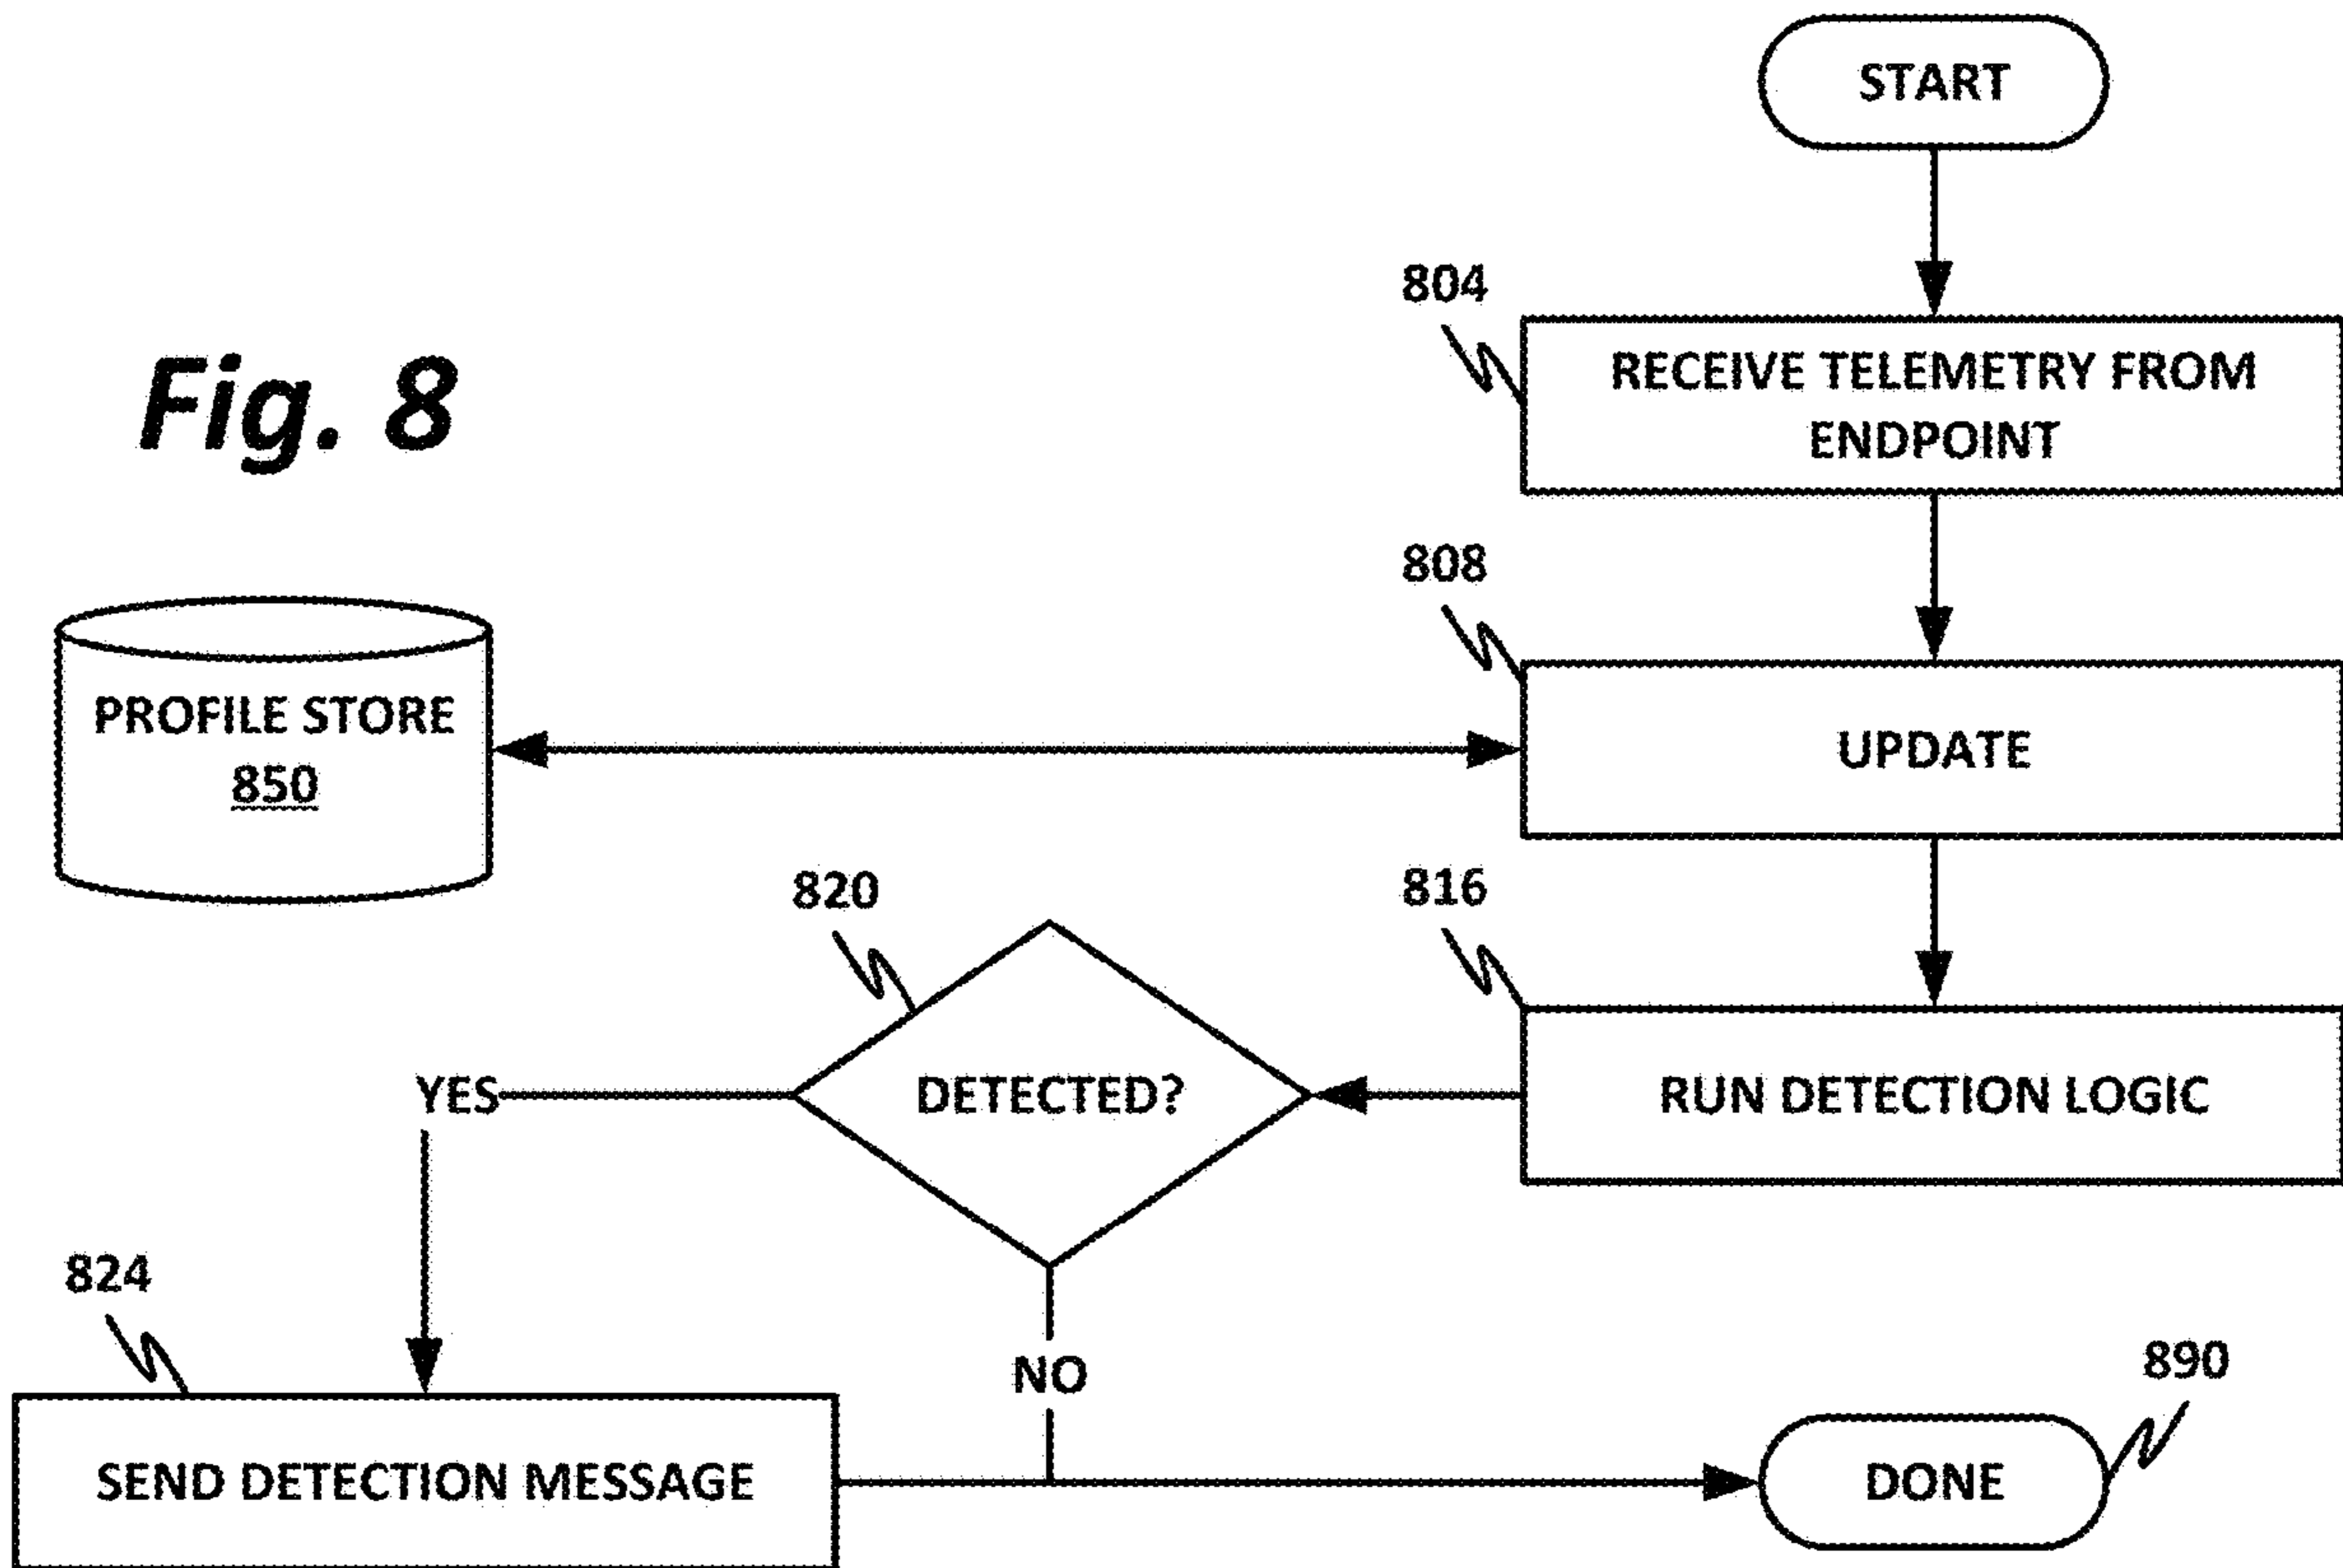 START
804
RECEIVE TELEMETRY FROM
ENDPOINT
Fig. 8
808
PROFILE STORE
850
UPDATE
820
816
YES
DETECTED?
RUN DETECTION LOGIC
824
NO
890
SEND DETECTION MESSAGE
DONE